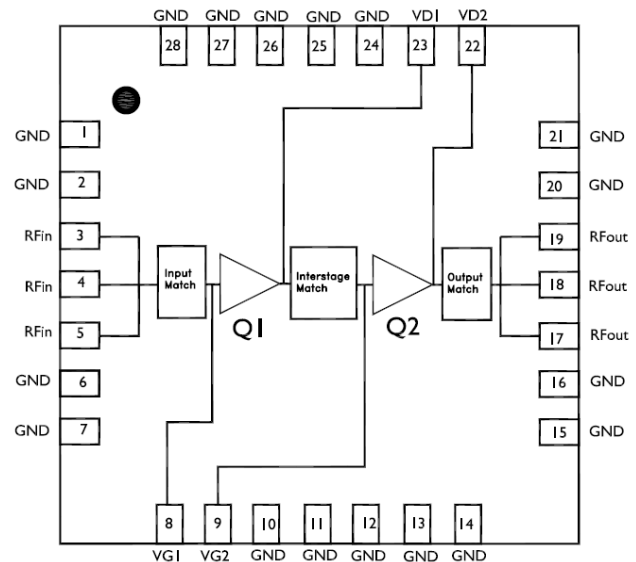 GND GND GND GND GND VD1 VD2
28 27 26 25 24 23 22
GND 1 21 GND
GND 2 20 GND
RFin 3 19 RFout
RFin 4 Input Match Interstage Match Output Match 18 RFout
Q1 Q2
RFin 5 17 RFout
GND 6 16 GND
GND 7 15 GND
8 9 10 11 12 13 14
VG1 VG2 GND GND GND GND GND